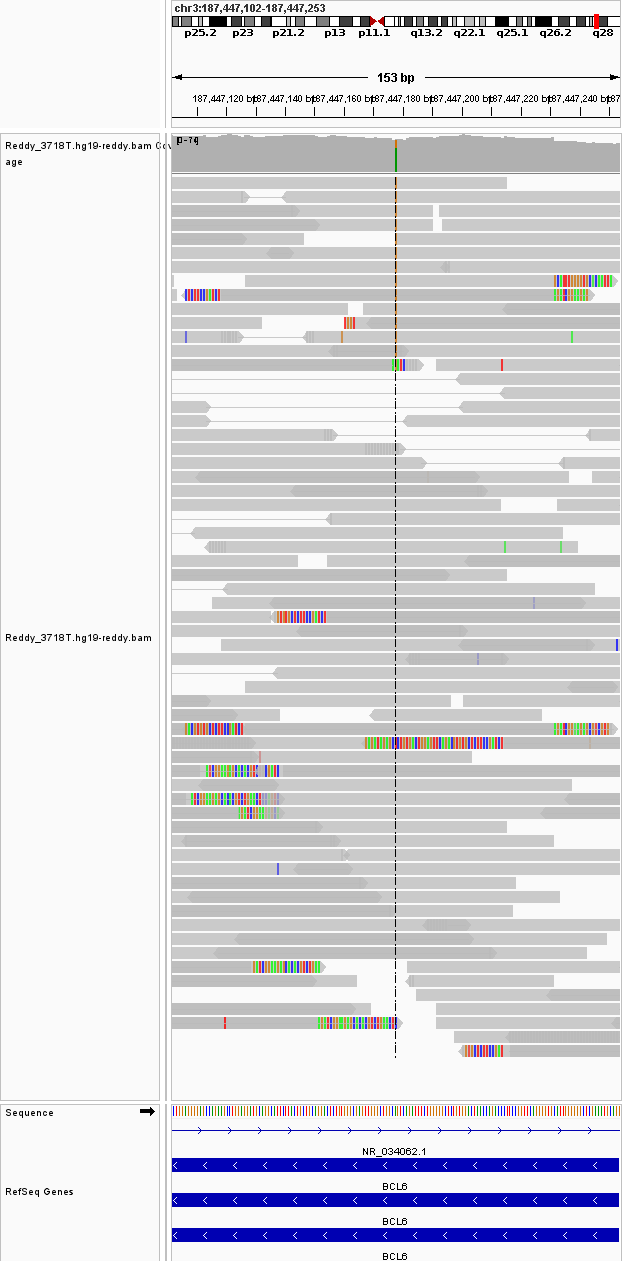 chr3:187,447,102-187,447,253
p25.2 p23 p21.2 p13 p11.1 q13.2 q22.1 q25.1 q26.2 q28
153 bp
187,447,120 bp 187,447,140 bp 187,447,160 bp 187,447,180 bp 187,447,200 bp 187,447,220 bp 187,447,240 bp 187
Reddy_3718T.hg19-reddy.bam Cov
age
Reddy_3718T.hg19-reddy.bam
Sequence
NR_034062.1
RefSeq Genes
BCL6
BCL6
BCL6